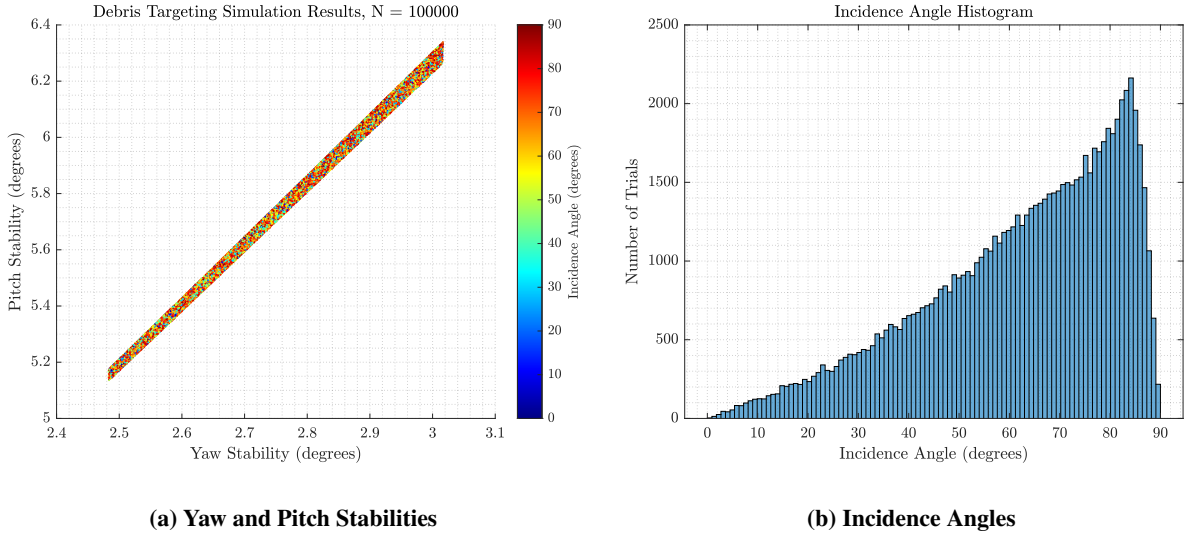 Debris Targeting Simulation Results, N = 100000
6.4
6.2
6
5.8
5.6
5.4
5.2
5
2.4 2.5 2.6 2.7 2.8 2.9 3 3.1
Pitch Stability (degrees)
Yaw Stability (degrees)
90
80
70
60
50
40
30
20
10
0
Incidence Angle (degrees)
(a) Yaw and Pitch Stabilities
Incidence Angle Histogram
2500
2000
1500
1000
500
0
0 10 20 30 40 50 60 70 80 90
Number of Trials
Incidence Angle (degrees)
(b) Incidence Angles